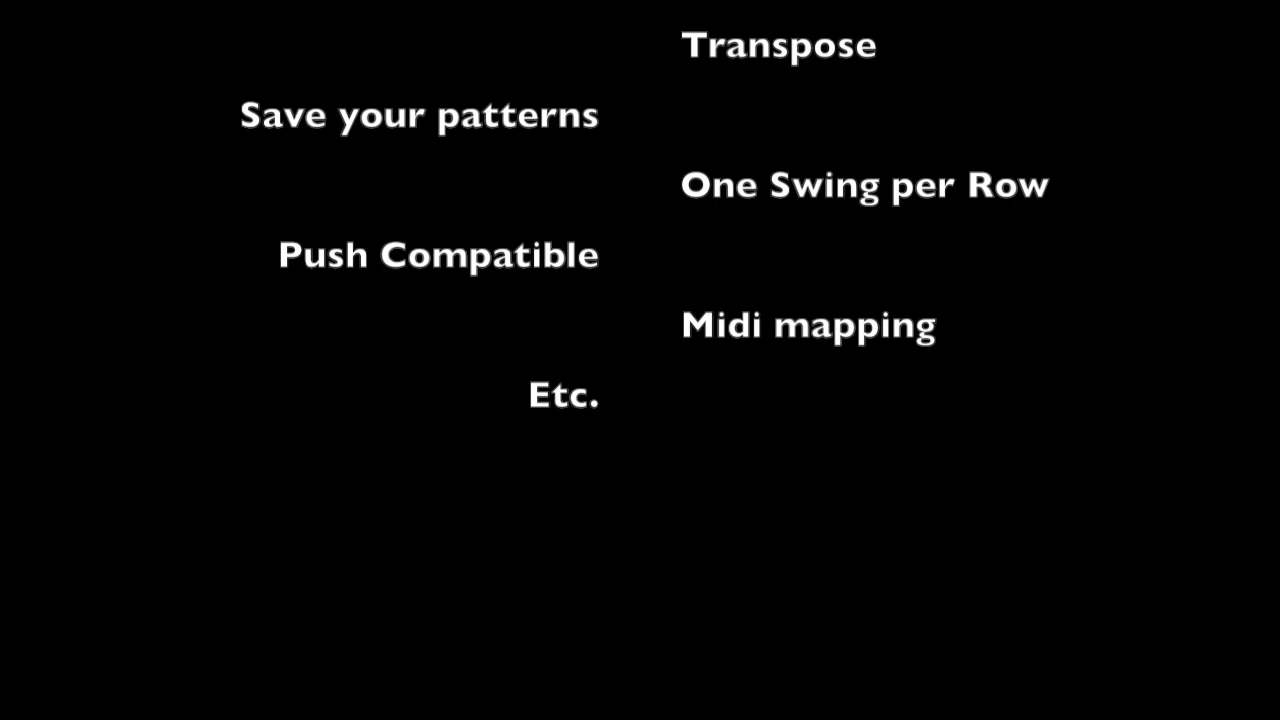 Transpose
Save your patterns
One Swing per Row
Push Compatible
Midi mapping
Etc.